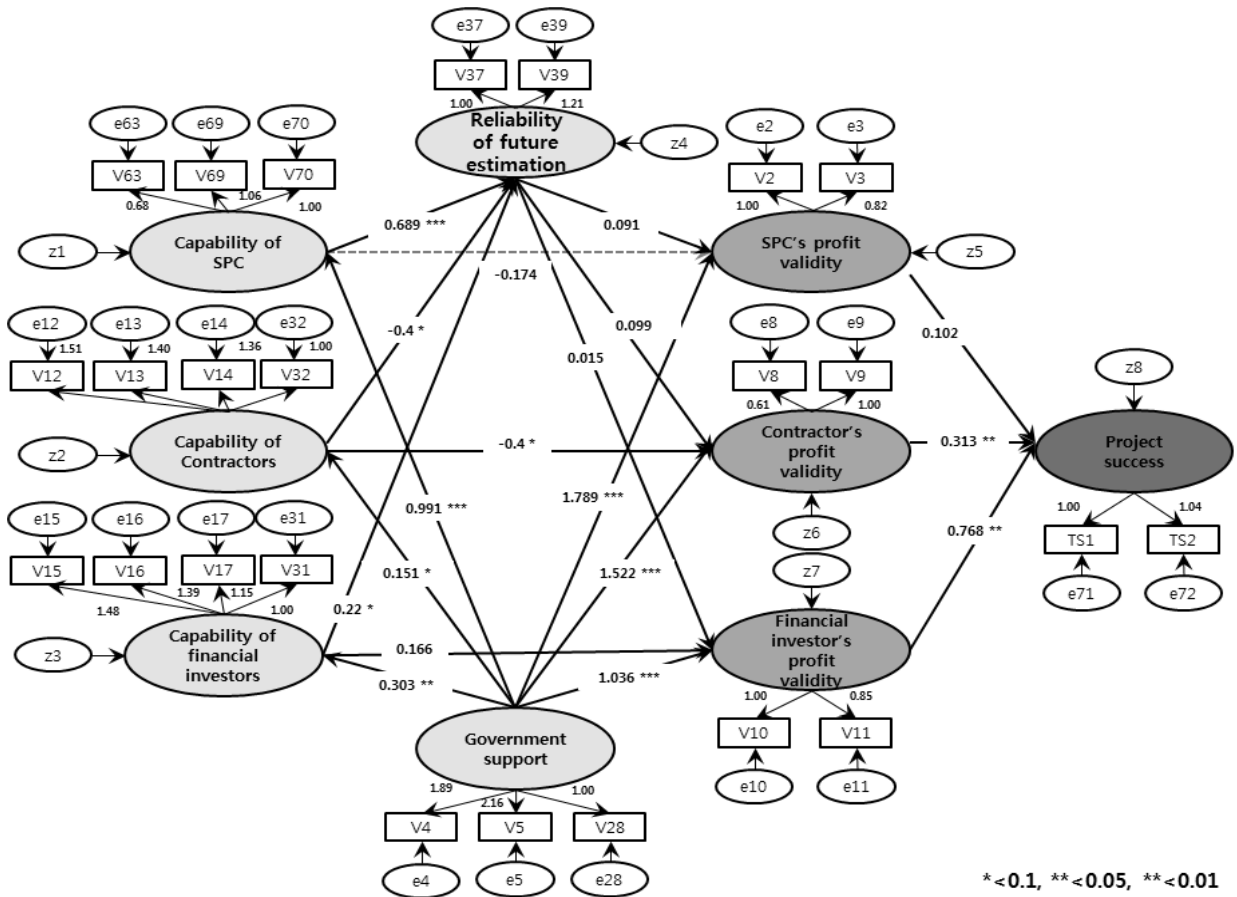 e37 e39
V37 V39
1.00 1.21
Reliability
of future
estimation
z4
e63 e69 e70
V63 V69 V70
0.68 1.06 1.00
Capability of
SPC
z1
e2 e3
V2 V3
1.00 0.82
SPC's profit
validity
z5
0.689 ***
0.091
-0.174
e12 e13 e14 e32
1.51 1.40 1.36 1.00
V12 V13 V14 V32
Capability of
Contractors
z2
-0.4 *
0.099
0.015
e8 e9
V8 V9
0.61 1.00
Contractor's
profit
validity
z6
0.102
z8
Project
success
0.313 **
1.00 1.04
TS1 TS2
e71 e72
-0.4 *
0.991 ***
1.789 ***
0.768 **
e15 e16 e17 e31
V15 V16 V17 V31
1.48 1.39 1.15 1.00
Capability of
financial
investors
z3
0.151 *
1.522 ***
0.22 *
z7
Financial
investor's
profit
validity
0.166
0.303 **
1.036 ***
1.00 0.85
V10 V11
e10 e11
Government
support
1.89 2.16 1.00
V4 V5 V28
e4 e5 e28
*<0.1, **<0.05, **<0.01